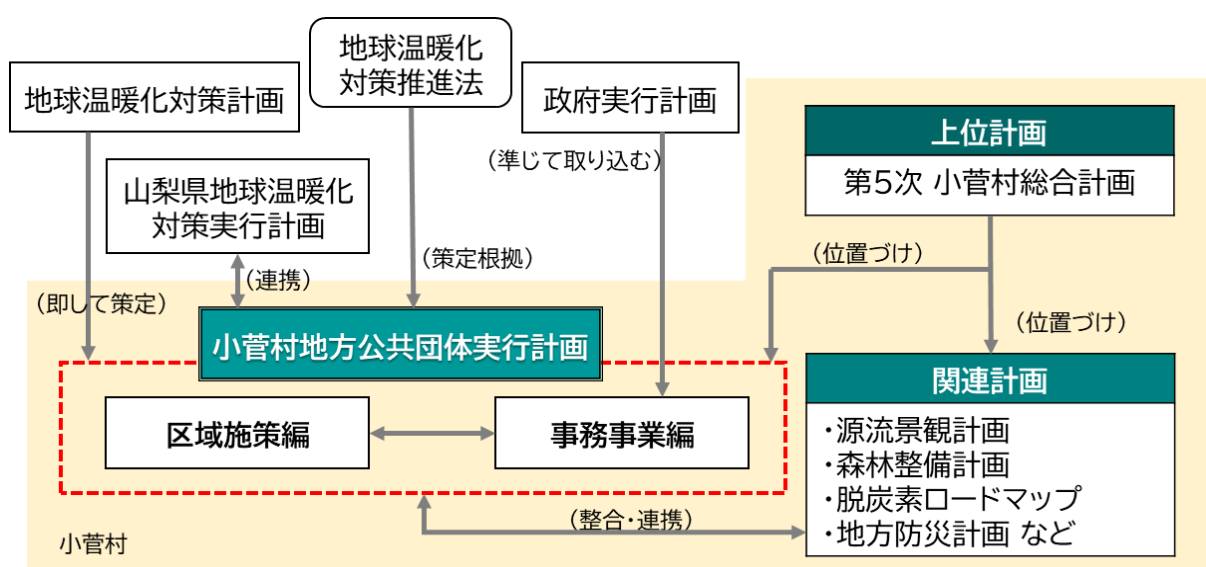 地球温暖化
対策推進法
地球温暖化対策計画
政府実行計画
上位計画
第５次 小菅村総合計画
（準じて取り込む）
山梨県地球温暖化
対策実行計画
（策定根拠）
（位置づけ）
（連携）
（即して策定）
（位置づけ）
小菅村地方公共団体実行計画
関連計画
区域施策編
事務事業編
・源流景観計画
・森林整備計画
・脱炭素ロードマップ
・地方防災計画 など
（整合・連携）
小菅村